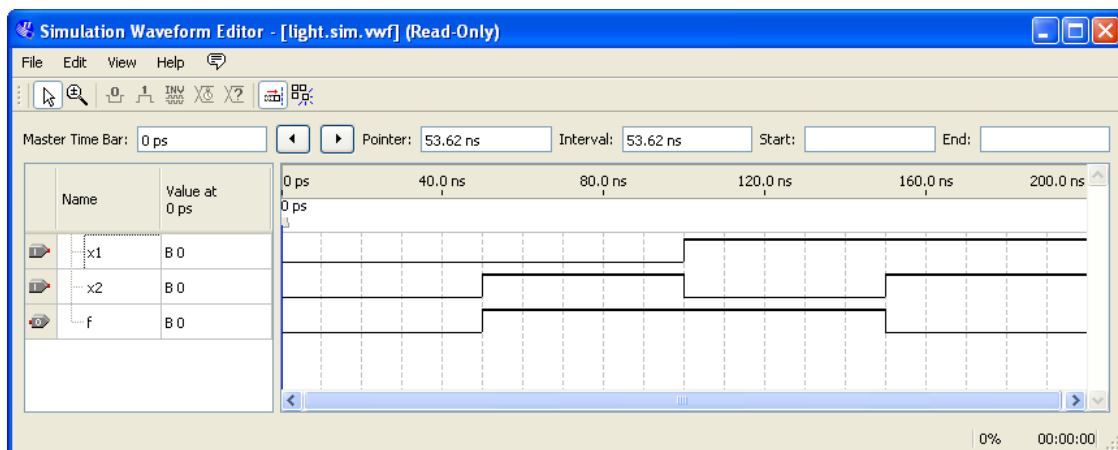 Simulation Waveform Editor - [light.sim.vwf] (Read-Only)
File Edit View Help
0 1 INV X X?
Master Time Bar: 0 ps Pointer: 53.62 ns Interval: 53.62 ns Start: End:
Name Value at 0 ps
0 ps 40.0 ns 80.0 ns 120.0 ns 160.0 ns 200.0 ns
0 ps
x1 B 0
x2 B 0
f B 0
0% 00:00:00